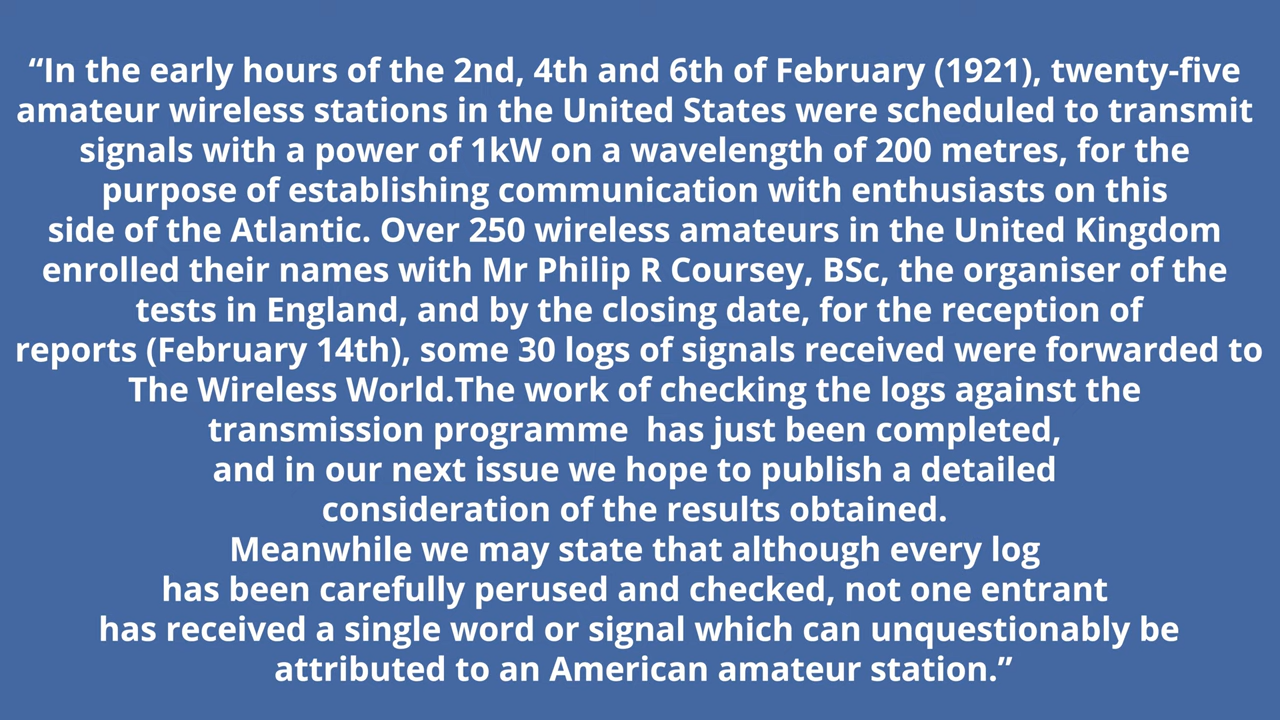 “In the early hours of the 2nd, 4th and 6th of February (1921), twenty-five
amateur wireless stations in the United States were scheduled to transmit
signals with a power of 1kW on a wavelength of 200 metres, for the
purpose of establishing communication with enthusiasts on this
side of the Atlantic. Over 250 wireless amateurs in the United Kingdom
enrolled their names with Mr Philip R Coursey, BSc, the organiser of the
tests in England, and by the closing date, for the reception of
reports (February 14th), some 30 logs of signals received were forwarded to
The Wireless World.The work of checking the logs against the
transmission programme  has just been completed,
and in our next issue we hope to publish a detailed
consideration of the results obtained.
Meanwhile we may state that although every log
has been carefully perused and checked, not one entrant
has received a single word or signal which can unquestionably be
attributed to an American amateur station.”